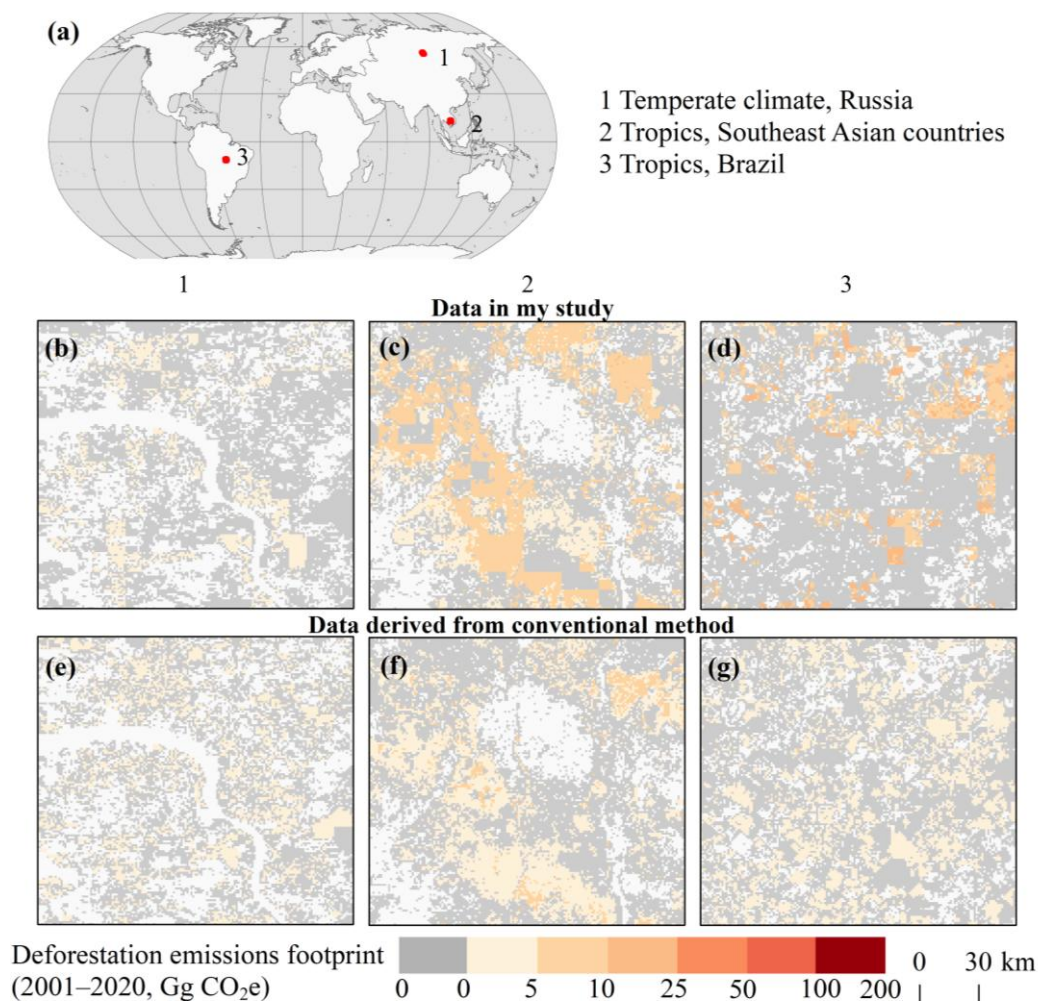 (a)
1
2
3
1 Temperate climate, Russia
2 Tropics, Southeast Asian countries
3 Tropics, Brazil
1 2 3
Data in my study
(b) (c) (d)
Data derived from conventional method
(e) (f) (g)
Deforestation emissions footprint
(2001–2020, Gg CO₂e)
0 0 5 10 25 50 100 200
0 30 km